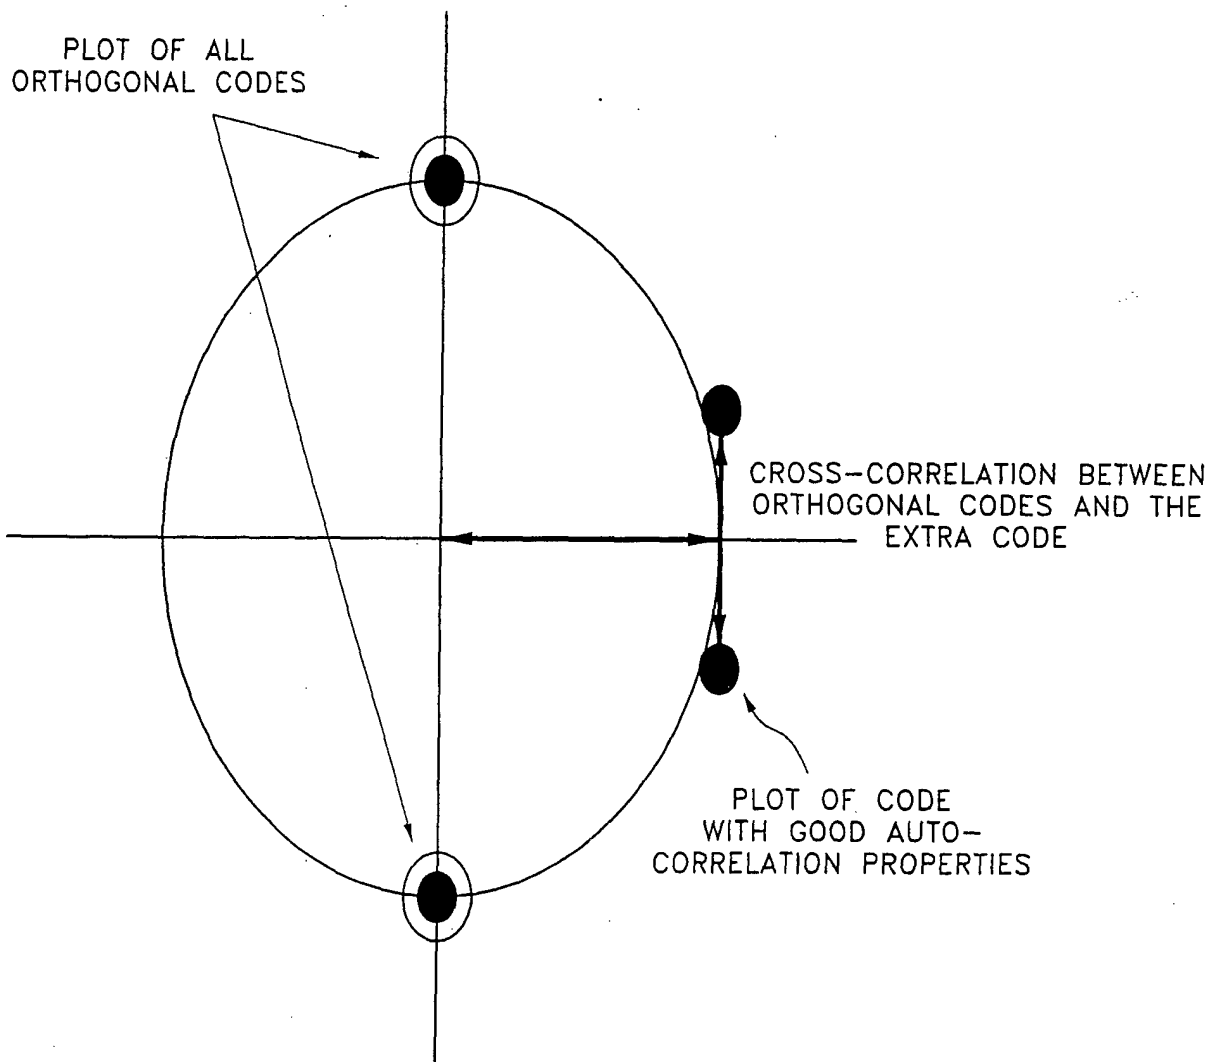 PLOT OF ALL
ORTHOGONAL CODES
CROSS-CORRELATION BETWEEN
ORTHOGONAL CODES AND THE
EXTRA CODE
PLOT OF CODE
WITH GOOD AUTO-
CORRELATION PROPERTIES